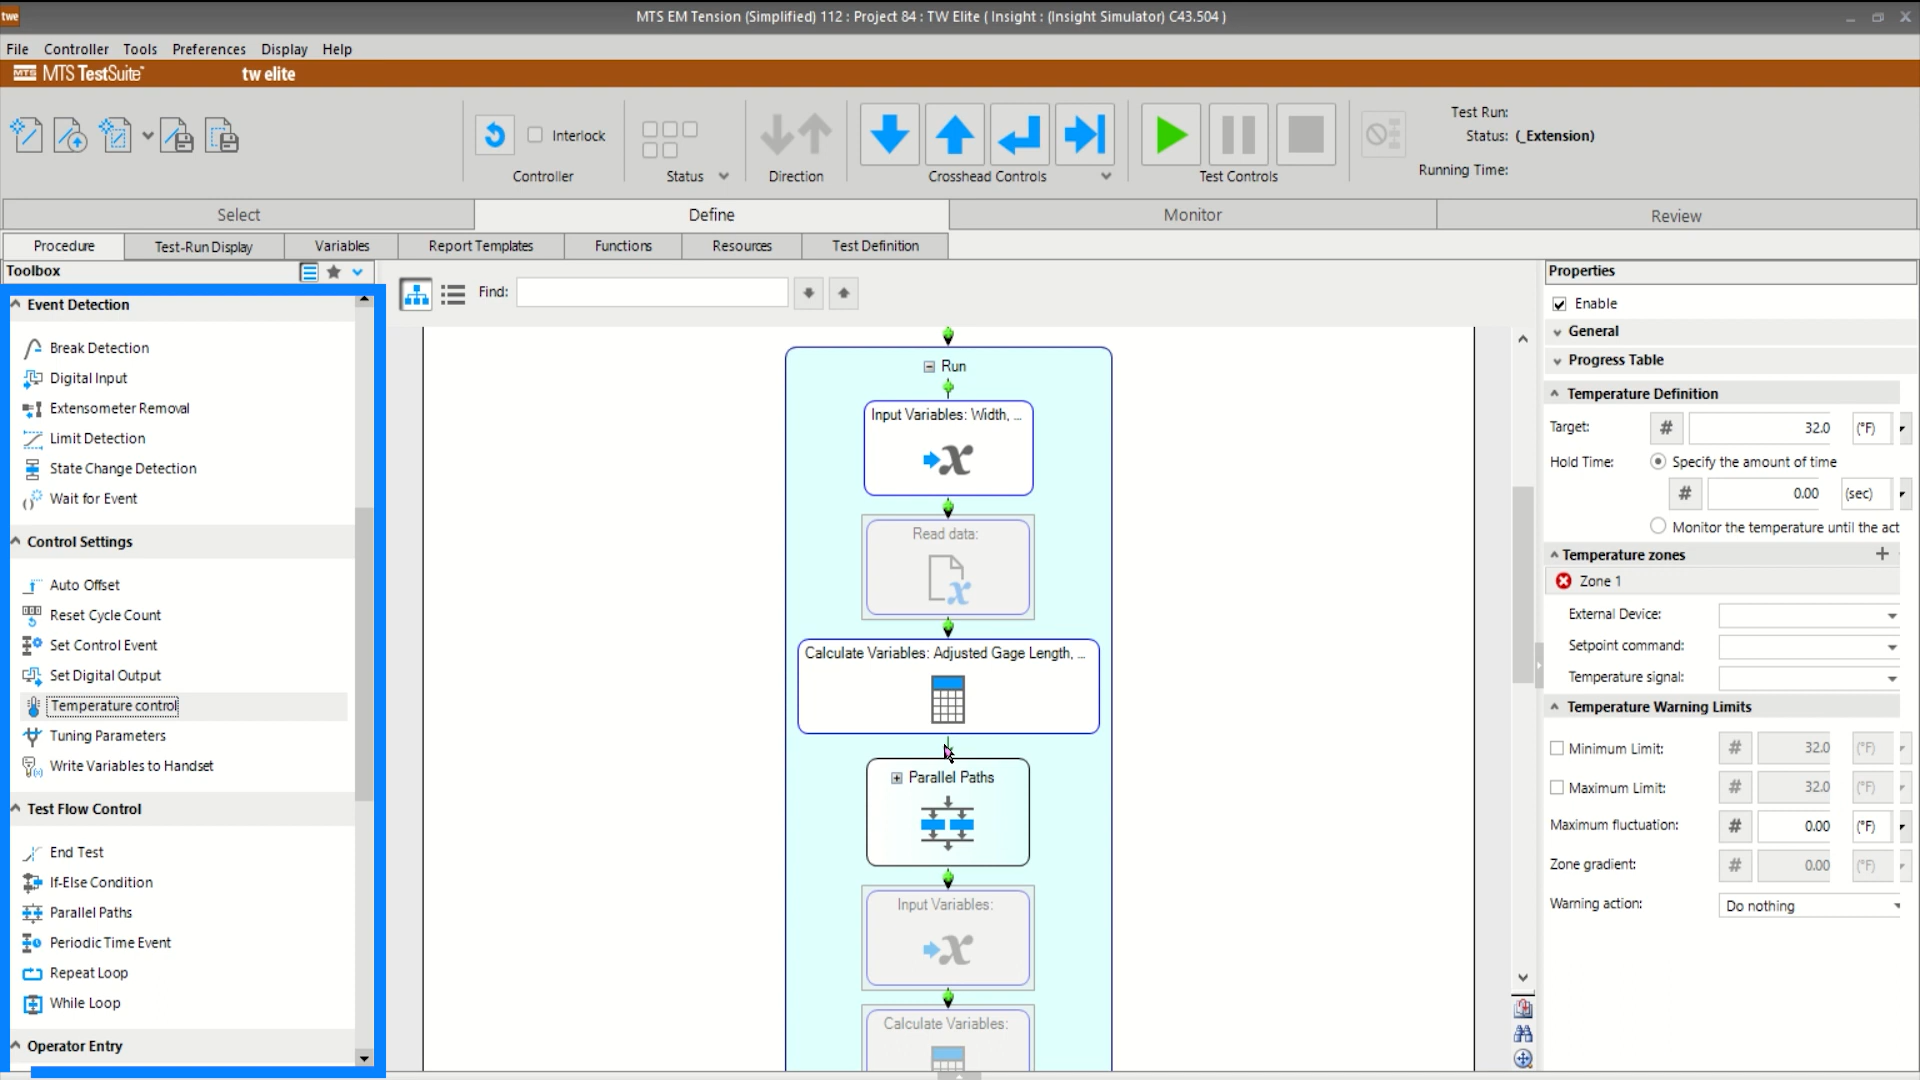 twe
MTS EM Tension (Simplified) 112 : Project 84 : TW Elite ( Insight : (Insight Simulator) C43.504 )
File Controller Tools Preferences Display Help
MTS MTS TestSuite™ tw elite
Interlock
Controller
Status
Direction
Crosshead Controls
Test Controls
Test Run:
Status: (_Extension)
Running Time:
Select Define Monitor Review
Procedure Test-Run Display Variables Report Templates Functions Resources Test Definition
Toolbox
Event Detection
Break Detection
Digital Input
Extensometer Removal
Limit Detection
State Change Detection
Wait for Event
Control Settings
Auto Offset
Reset Cycle Count
Set Control Event
Set Digital Output
Temperature control
Tuning Parameters
Write Variables to Handset
Test Flow Control
End Test
If-Else Condition
Parallel Paths
Periodic Time Event
Repeat Loop
While Loop
Operator Entry
Find:
Run
Input Variables: Width, ...
Read data:
Calculate Variables: Adjusted Gage Length, ...
Parallel Paths
Input Variables:
Calculate Variables:
Properties
Enable
General
Progress Table
Temperature Definition
Target: # 32.0 (°F)
Hold Time: Specify the amount of time
# 0.00 (sec)
Monitor the temperature until the act
Temperature zones +
Zone 1
External Device:
Setpoint command:
Temperature signal:
Temperature Warning Limits
Minimum Limit: # 32.0 (°F)
Maximum Limit: # 32.0 (°F)
Maximum fluctuation: # 0.00 (°F)
Zone gradient: # 0.00 (°F)
Warning action: Do nothing